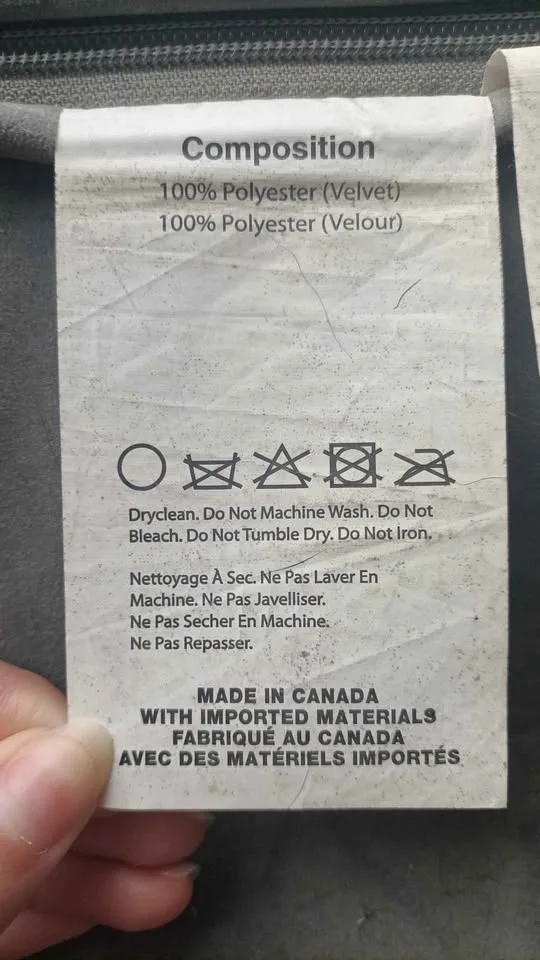 Composition
100% Polyester (Velvet)
100% Polyester (Velour)
Dryclean. Do Not Machine Wash. Do Not
Bleach. Do Not Tumble Dry. Do Not Iron.
Nettoyage À Sec. Ne Pas Laver En
Machine. Ne Pas Javelliser.
Ne Pas Secher En Machine.
Ne Pas Repasser.
MADE IN CANADA
WITH IMPORTED MATERIALS
FABRIQUÉ AU CANADA
AVEC DES MATÉRIELS IMPORTÉS